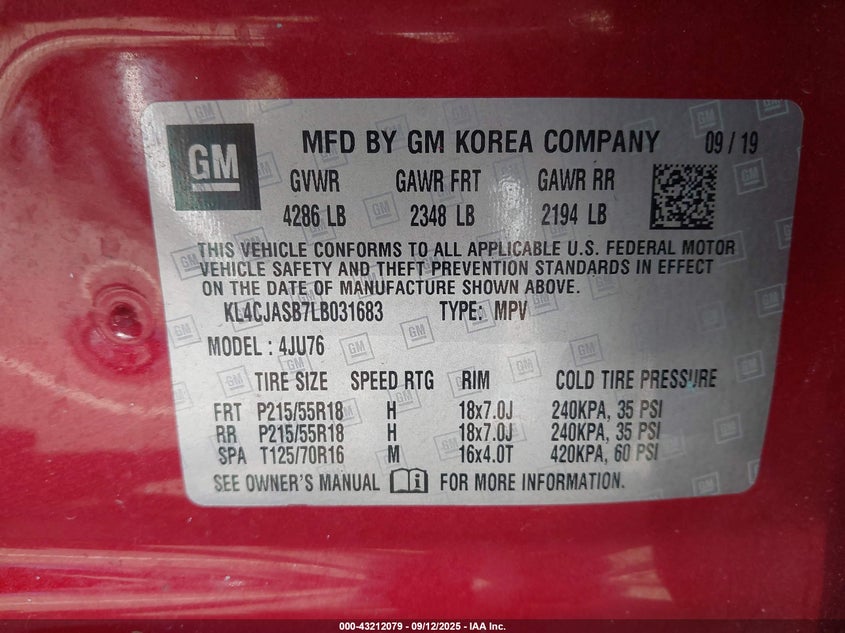 GM
MFD BY GM KOREA COMPANY 09 / 19
GVWR GAWR FRT GAWR RR
4286 LB 2348 LB 2194 LB
THIS VEHICLE CONFORMS TO ALL APPLICABLE U.S. FEDERAL MOTOR
VEHICLE SAFETY AND THEFT PREVENTION STANDARDS IN EFFECT
ON THE DATE OF MANUFACTURE SHOWN ABOVE.
KL4CJASB7LB031683 TYPE: MPV
MODEL : 4JU76
TIRE SIZE SPEED RTG RIM COLD TIRE PRESSURE
FRT P215/55R18 H 18x7.0J 240KPA, 35 PSI
RR P215/55R18 H 18x7.0J 240KPA, 35 PSI
SPA T125/70R16 M 16x4.0T 420KPA, 60 PSI
SEE OWNER'S MANUAL FOR MORE INFORMATION.
000-43212079 - 09/12/2025 - IAA Inc.